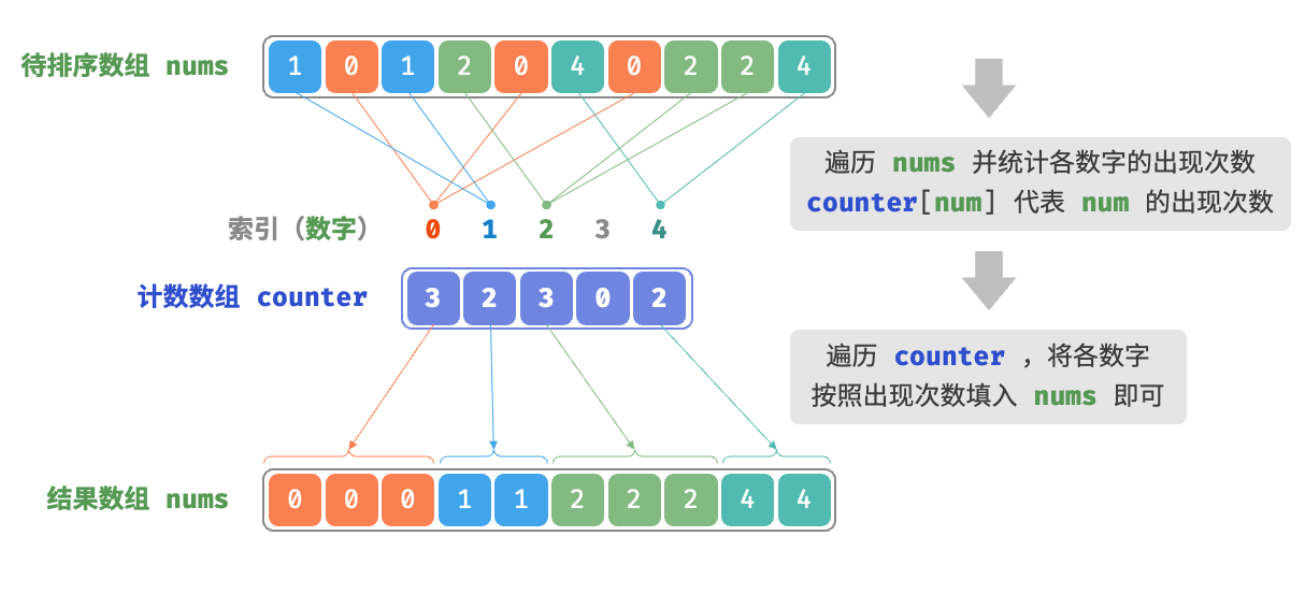 待排序数组 nums 1 0 1 2 0 4 0 2 2 4
遍历 nums 并统计各数字的出现次数
counter[num] 代表 num 的出现次数
索引（数字） 0 1 2 3 4
计数数组 counter 3 2 3 0 2
遍历 counter ，将各数字
按照出现次数填入 nums 即可
结果数组 nums 0 0 0 1 1 2 2 2 4 4